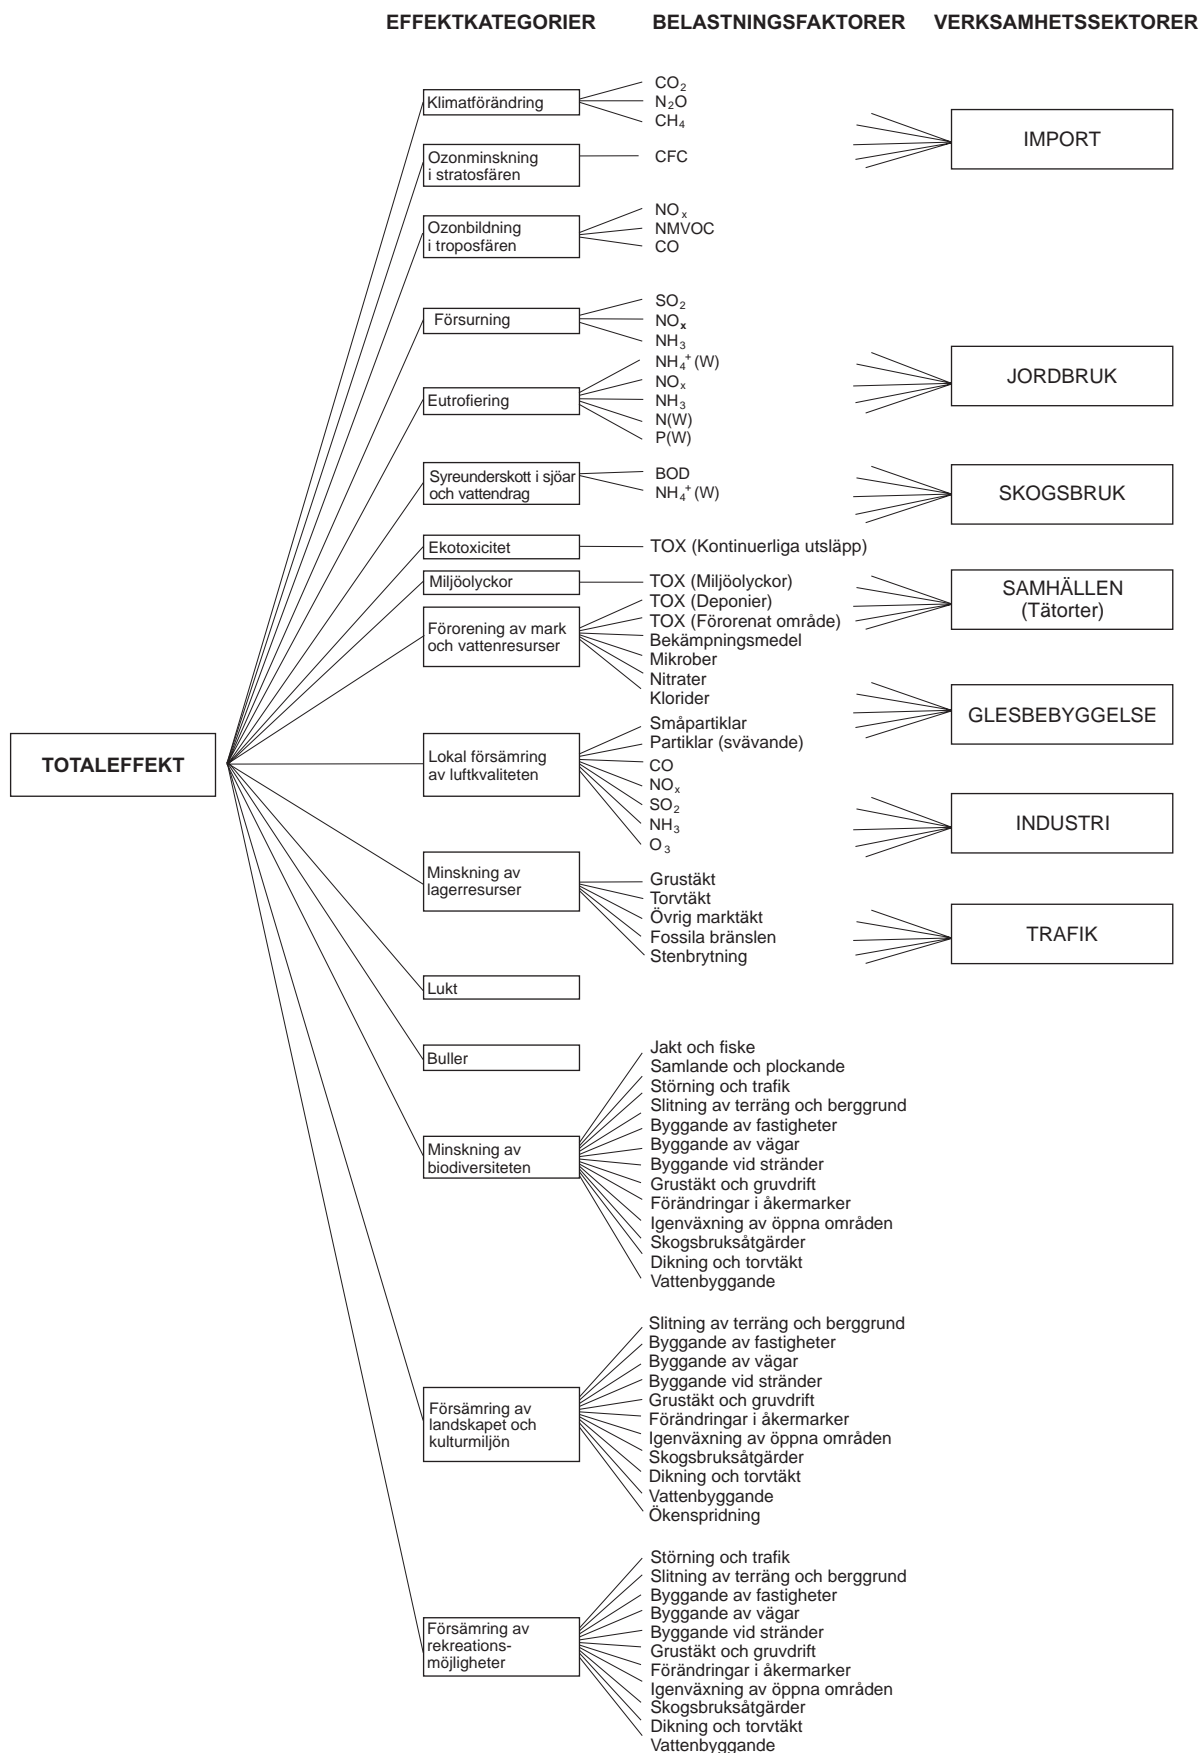 EFFEKTKATEGORIER BELASTNINGSFAKTORER VERKSAMHETSSEKTORER
TOTALEFFEKT
Klimatförändring
CO₂
N₂O
CH₄
Ozonminskning
i stratosfären
CFC
Ozonbildning
i troposfären
NOₓ
NMVOC
CO
Försurning
SO₂
NOₓ
NH₃
Eutrofiering
NH₄⁺ (W)
NOₓ
NH₃
N(W)
P(W)
Syreunderskott i sjöar
och vattendrag
BOD
NH₄⁺ (W)
Ekotoxicitet
TOX (Kontinuerliga utsläpp)
Miljöolyckor
TOX (Miljöolyckor)
Förorening av mark
och vattenresurser
TOX (Deponier)
TOX (Förorenat område)
Bekämpningsmedel
Mikrober
Nitrater
Klorider
Lokal försämring
av luftkvaliteten
Småpartiklar
Partiklar (svävande)
CO
NOₓ
SO₂
NH₃
O₃
Minskning av
lagerresurser
Grustäkt
Torvtäkt
Övrig marktäkt
Fossila bränslen
Stenbrytning
Lukt
Buller
Minskning av
biodiversiteten
Jakt och fiske
Samlande och plockande
Störning och trafik
Slitning av terräng och berggrund
Byggande av fastigheter
Byggande av vägar
Byggande vid stränder
Grustäkt och gruvdrift
Förändringar i åkermarker
Igenväxning av öppna områden
Skogsbruksåtgärder
Dikning och torvtäkt
Vattenbyggande
Försämring av
landskapet och
kulturmiljön
Slitning av terräng och berggrund
Byggande av fastigheter
Byggande av vägar
Byggande vid stränder
Grustäkt och gruvdrift
Förändringar i åkermarker
Igenväxning av öppna områden
Skogsbruksåtgärder
Dikning och torvtäkt
Vattenbyggande
Ökenspridning
Försämring av
rekreations-
möjligheter
Störning och trafik
Slitning av terräng och berggrund
Byggande av fastigheter
Byggande av vägar
Byggande vid stränder
Grustäkt och gruvdrift
Förändringar i åkermarker
Igenväxning av öppna områden
Skogsbruksåtgärder
Dikning och torvtäkt
Vattenbyggande
IMPORT
JORDBRUK
SKOGSBRUK
SAMHÄLLEN
(Tätorter)
GLESBEBYGGELSE
INDUSTRI
TRAFIK